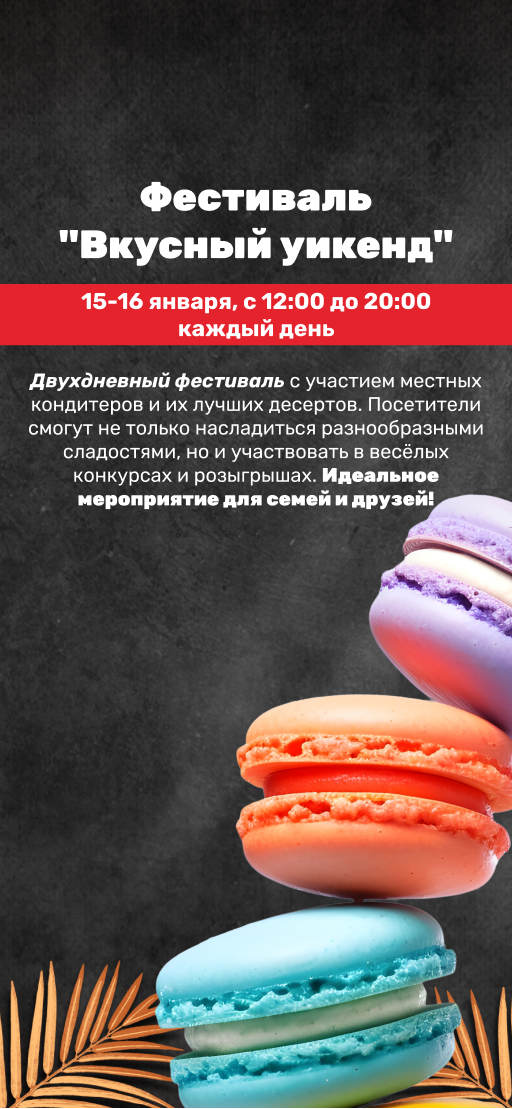 Фестиваль
"Вкусный уикенд"
15-16 января, с 12:00 до 20:00
каждый день
Двухдневный фестиваль с участием местных
кондитеров и их лучших десертов. Посетители
смогут не только насладиться разнообразными
сладостями, но и участвовать в весёлых
конкурсах и розыгрышах. Идеальное
мероприятие для семей и друзей!